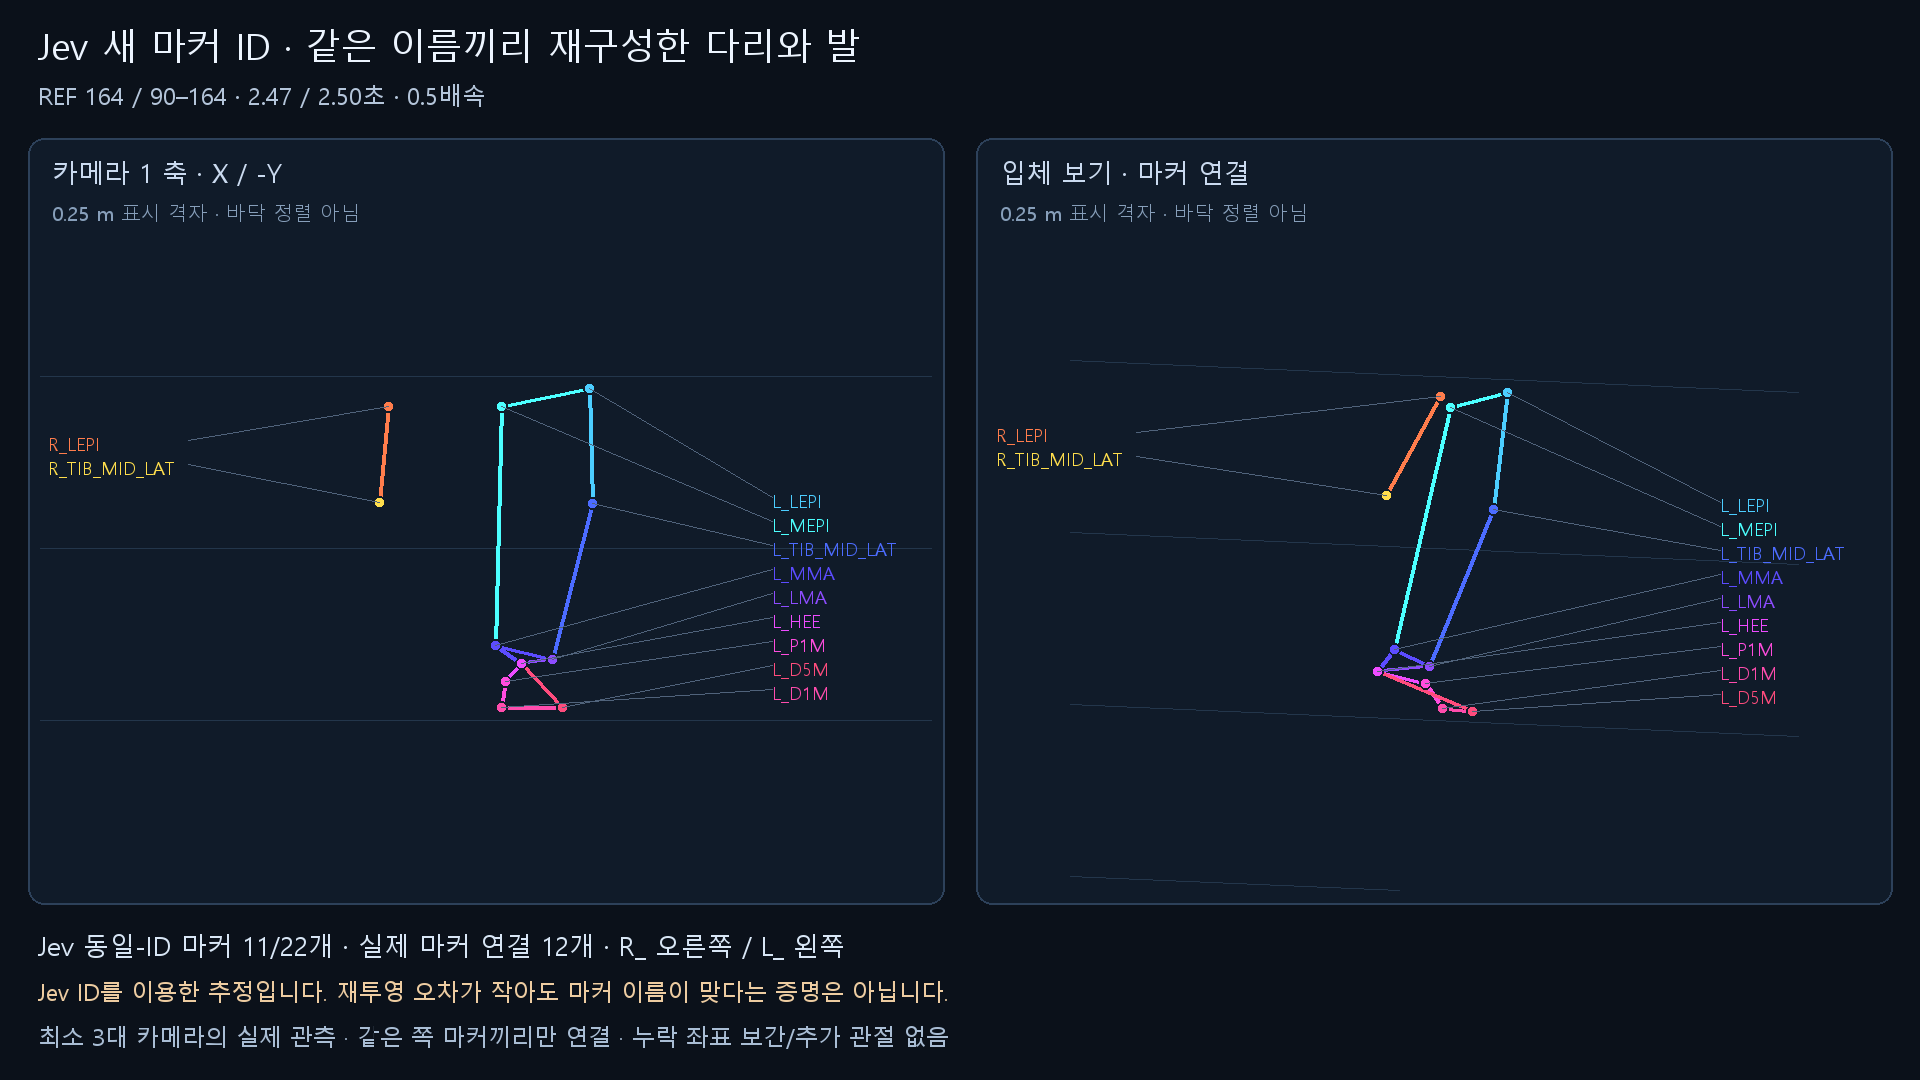 Jev 새 마커 ID · 같은 이름끼리 재구성한 다리와 발
REF 164 / 90–164 · 2.47 / 2.50초 · 0.5배속
카메라 1 축 · X / -Y
0.25 m 표시 격자 · 바닥 정렬 아님
R_LEPI
R_TIB_MID_LAT
L_LEPI
L_MEPI
L_TIB_MID_LAT
L_MMA
L_LMA
L_HEE
L_P1M
L_D5M
L_D1M
입체 보기 · 마커 연결
0.25 m 표시 격자 · 바닥 정렬 아님
R_LEPI
R_TIB_MID_LAT
L_LEPI
L_MEPI
L_TIB_MID_LAT
L_MMA
L_LMA
L_HEE
L_P1M
L_D1M
L_D5M
Jev 동일-ID 마커 11/22개 · 실제 마커 연결 12개 · R_ 오른쪽 / L_ 왼쪽
Jev ID를 이용한 추정입니다. 재투영 오차가 작아도 마커 이름이 맞다는 증명은 아닙니다.
최소 3대 카메라의 실제 관측 · 같은 쪽 마커끼리만 연결 · 누락 좌표 보간/추가 관절 없음